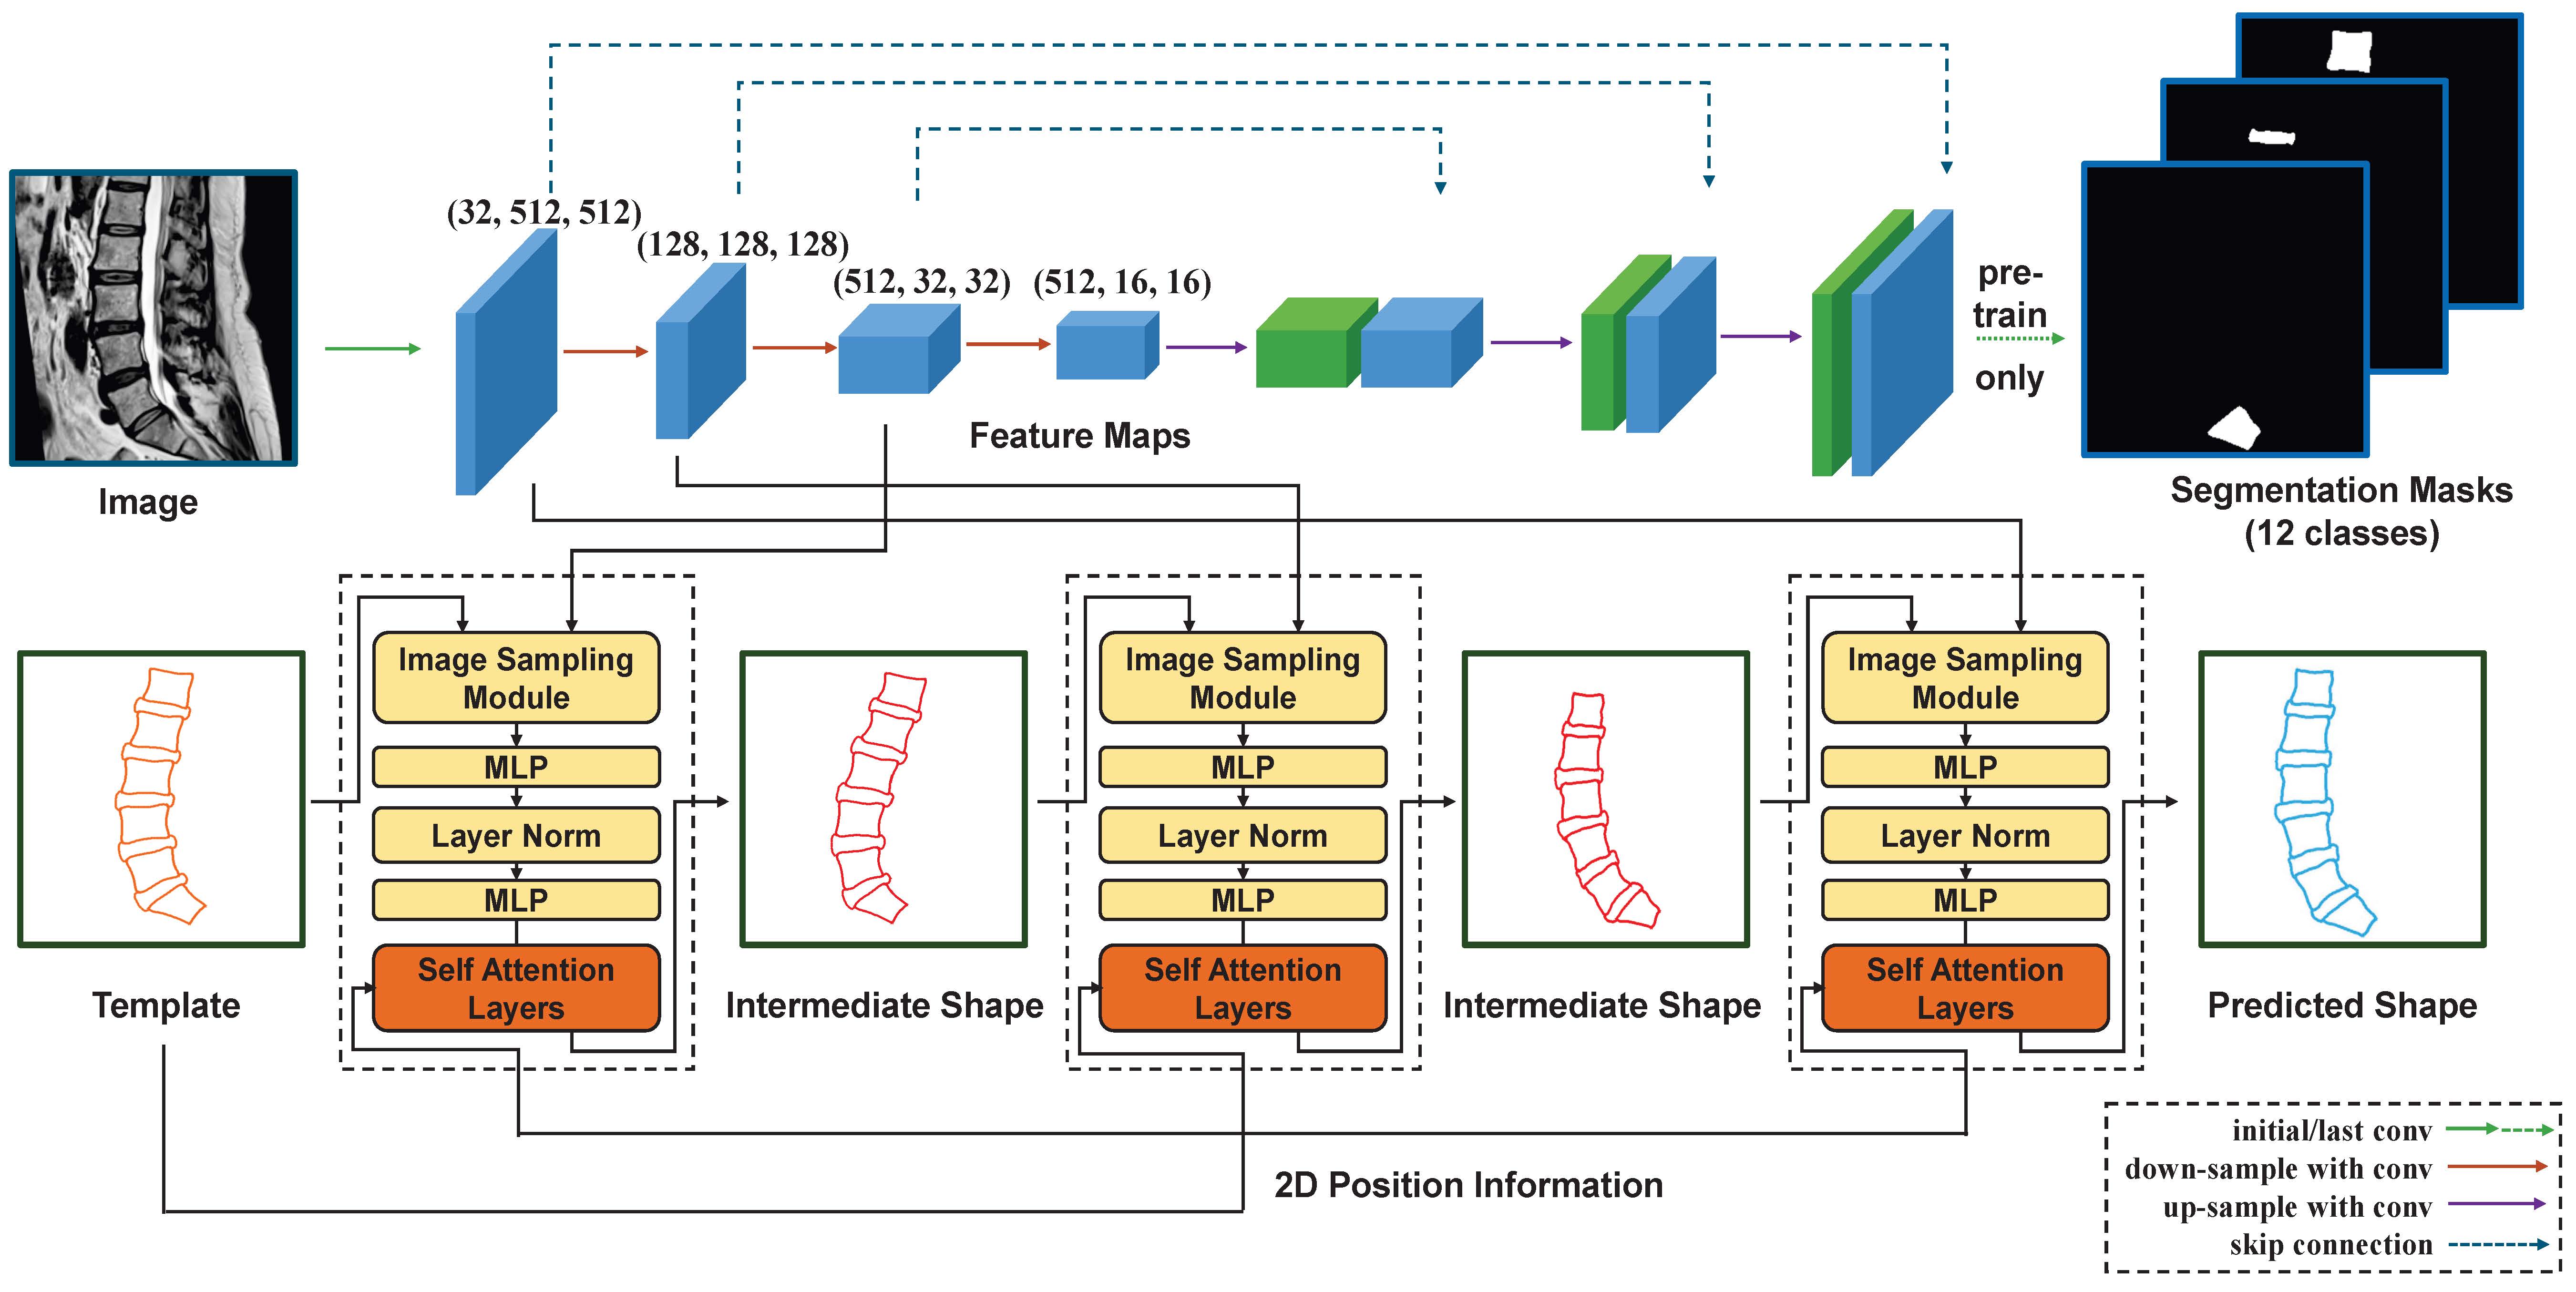 (32, 512, 512)
(128, 128, 128)
(512, 32, 32)
(512, 16, 16)
pre-
train
only
Feature Maps
Image
Segmentation Masks
(12 classes)
Image Sampling
Module
MLP
Layer Norm
MLP
Self Attention
Layers
Image Sampling
Module
MLP
Layer Norm
MLP
Self Attention
Layers
Image Sampling
Module
MLP
Layer Norm
MLP
Self Attention
Layers
Template
Intermediate Shape
Intermediate Shape
Predicted Shape
2D Position Information
initial/last conv
down-sample with conv
up-sample with conv
skip connection